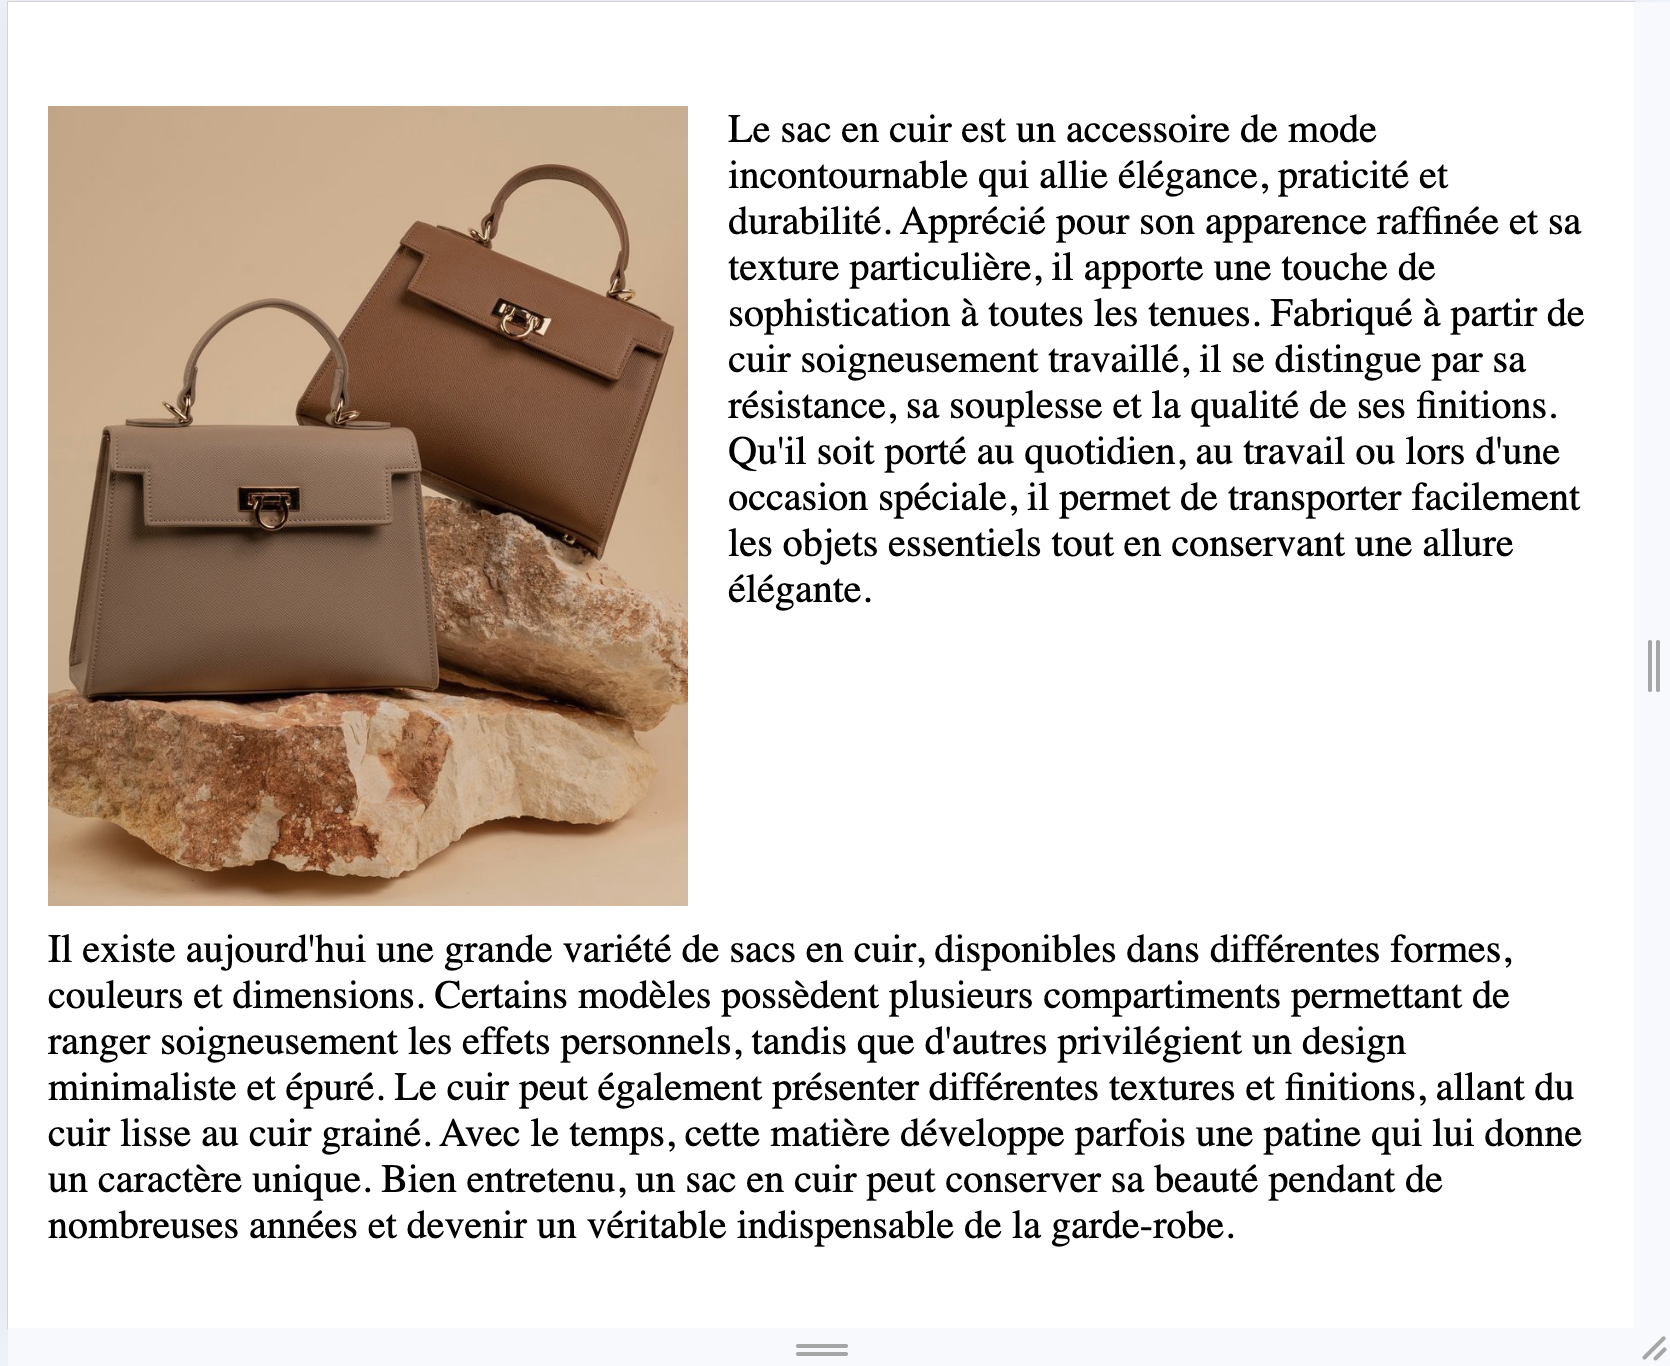 Le sac en cuir est un accessoire de mode
incontournable qui allie élégance, praticité et
durabilité. Apprécié pour son apparence raffinée et sa
texture particulière, il apporte une touche de
sophistication à toutes les tenues. Fabriqué à partir de
cuir soigneusement travaillé, il se distingue par sa
résistance, sa souplesse et la qualité de ses finitions.
Qu'il soit porté au quotidien, au travail ou lors d'une
occasion spéciale, il permet de transporter facilement
les objets essentiels tout en conservant une allure
élégante.
Il existe aujourd'hui une grande variété de sacs en cuir, disponibles dans différentes formes,
couleurs et dimensions. Certains modèles possèdent plusieurs compartiments permettant de
ranger soigneusement les effets personnels, tandis que d'autres privilégient un design
minimaliste et épuré. Le cuir peut également présenter différentes textures et finitions, allant du
cuir lisse au cuir grainé. Avec le temps, cette matière développe parfois une patine qui lui donne
un caractère unique. Bien entretenu, un sac en cuir peut conserver sa beauté pendant de
nombreuses années et devenir un véritable indispensable de la garde-robe.